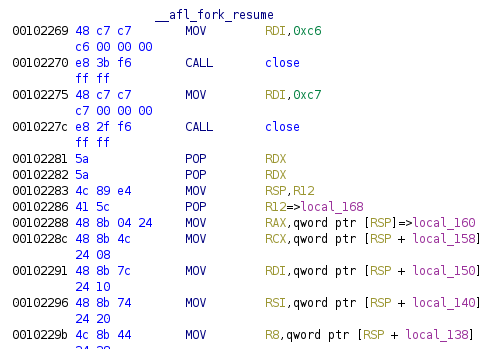 __afl_fork_resume
00102269 48 c7 c7 MOV RDI,0xc6
c6 00 00 00
00102270 e8 3b f6 CALL close
ff ff
00102275 48 c7 c7 MOV RDI,0xc7
c7 00 00 00
0010227c e8 2f f6 CALL close
ff ff
00102281 5a POP RDX
00102282 5a POP RDX
00102283 4c 89 e4 MOV RSP,R12
00102286 41 5c POP R12=>local_168
00102288 48 8b 04 24 MOV RAX,qword ptr [RSP]=>local_160
0010228c 48 8b 4c MOV RCX,qword ptr [RSP + local_158]
24 08
00102291 48 8b 7c MOV RDI,qword ptr [RSP + local_150]
24 10
00102296 48 8b 74 MOV RSI,qword ptr [RSP + local_140]
24 20
0010229b 4c 8b 44 MOV R8,qword ptr [RSP + local_138]